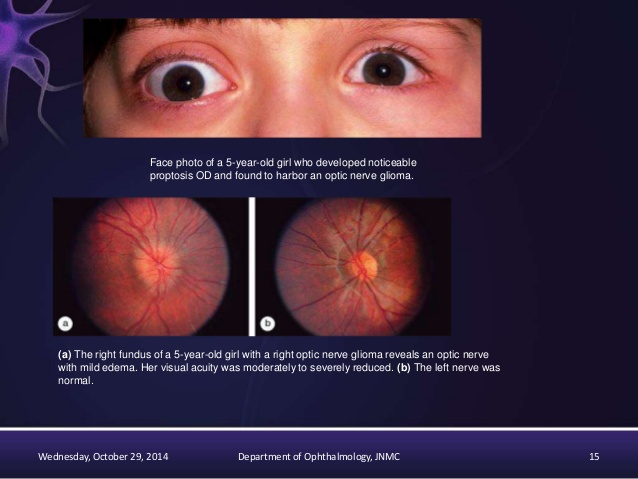 Face photo of a 5-year-old girl who developed noticeable
proptosis OD and found to harbor an optic nerve glioma.
a
b
(a) The right fundus of a 5-year-old girl with a right optic nerve glioma reveals an optic nerve
with mild edema. Her visual acuity was moderately to severely reduced. (b) The left nerve was
normal.
Wednesday, October 29, 2014 Department of Ophthalmology, JNMC 15